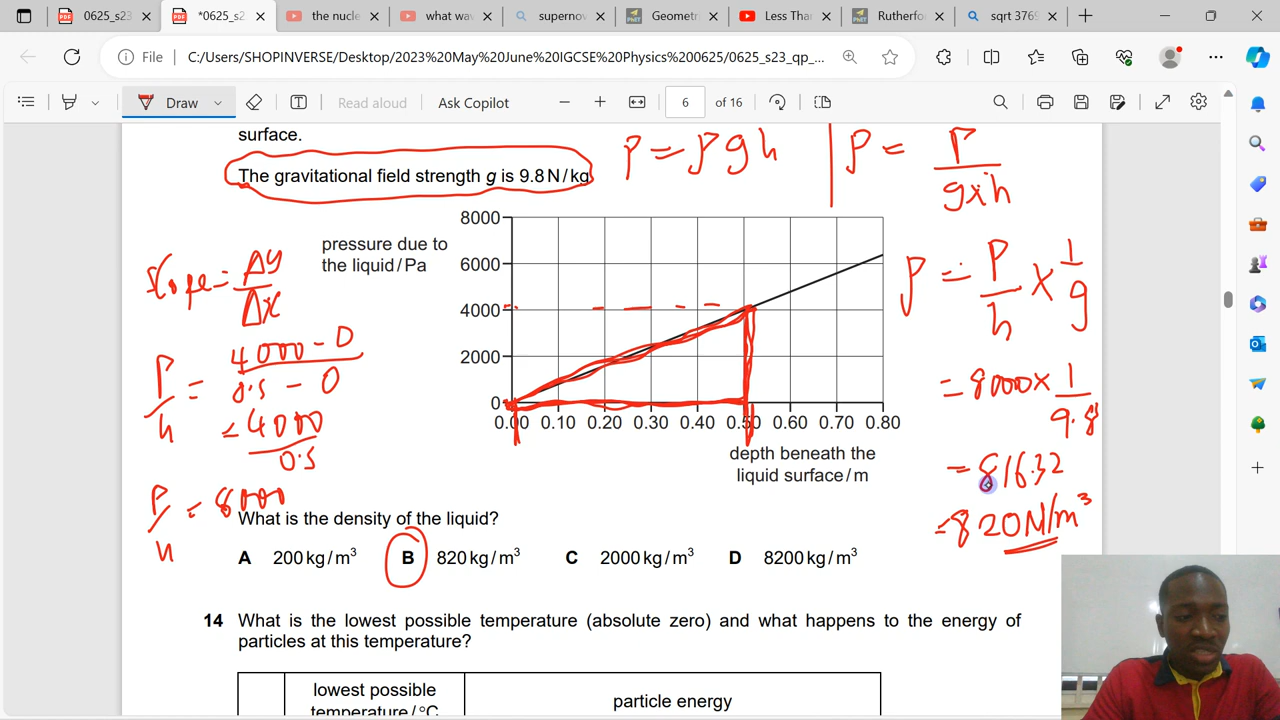 0625_s23
*0625_s2
the nucle
what wav
supernov
Geometr
Less Than
Rutherfo
sqrt 3769
File
C:/Users/SHOPINVERSE/Desktop/2023%20May%20June%20IGCSE%20Physics%200625/0625_s23_qp_...
Draw
Read aloud
Ask Copilot
6 of 16
surface.
The gravitational field strength g is 9.8 N / kg
P = ρgh
ρ = P / g×h
pressure due to
the liquid / Pa
8000
6000
4000
2000
0
0.00 0.10 0.20 0.30 0.40 0.50 0.60 0.70 0.80
depth beneath the
liquid surface / m
Slope = Δy / Δx
P/h = 4000 - 0 / 0.5 - 0
= 4000 / 0.5
P/h = 8000
ρ = P/h × 1/g
= 8000 × 1/9.8
= 816.32
= 820N/m³
What is the density of the liquid?
A 200 kg / m³ B 820 kg / m³ C 2000 kg / m³ D 8200 kg / m³
14 What is the lowest possible temperature (absolute zero) and what happens to the energy of
particles at this temperature?
lowest possible
temperature / °C
particle energy